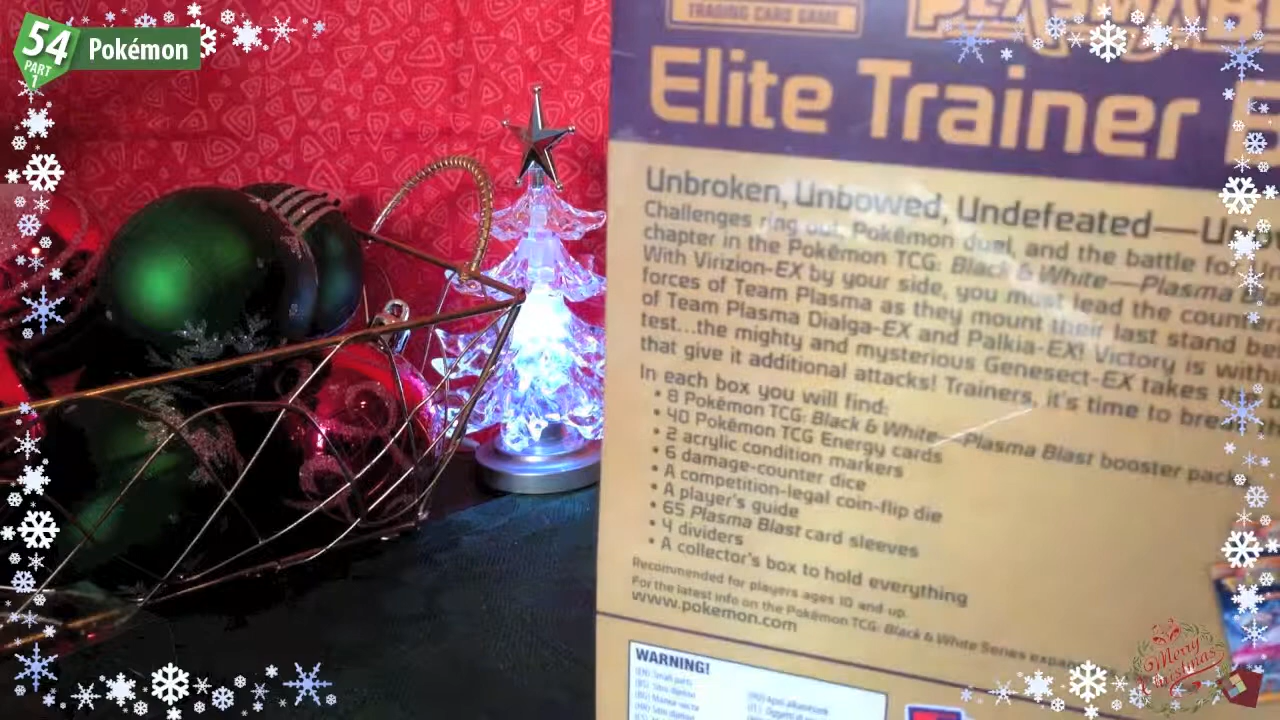 54
PART
1
Pokémon
TRADING CARD GAME
Elite Trainer
Unbroken, Unbowed, Undefeated—
Challenges ring out, Pokémon duel, and the battle for
chapter in the Pokémon TCG: Black & White—Plasma
With Virizion-EX by your side, you must lead the counter
forces of Team Plasma as they mount their last stand
of Team Plasma Dialga-EX and Palkia-EX! Victory is
test...the mighty and mysterious Genesect-EX takes the
that give it additional attacks! Trainers, it's time to
In each box you will find:
• 8 Pokémon TCG: Black & White—Plasma Blast booster packs
• 40 Pokémon TCG Energy cards
• 2 acrylic condition markers
• 6 damage-counter dice
• A competition-legal coin-flip die
• A player's guide
• 65 Plasma Blast card sleeves
• 4 dividers
• A collector's box to hold everything
Recommended for players ages 10 and up.
For the latest info on the Pokémon TCG: Black & White Series
www.pokemon.com
WARNING!
Merry
Christmas